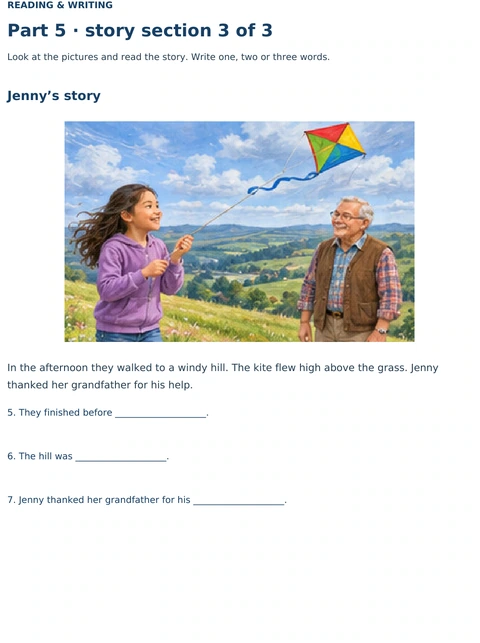 READING & WRITING
Part 5 · story section 3 of 3
Look at the pictures and read the story. Write one, two or three words.
Jenny’s story
In the afternoon they walked to a windy hill. The kite flew high above the grass. Jenny
thanked her grandfather for his help.
5. They finished before ____________________.
6. The hill was ____________________.
7. Jenny thanked her grandfather for his ____________________.